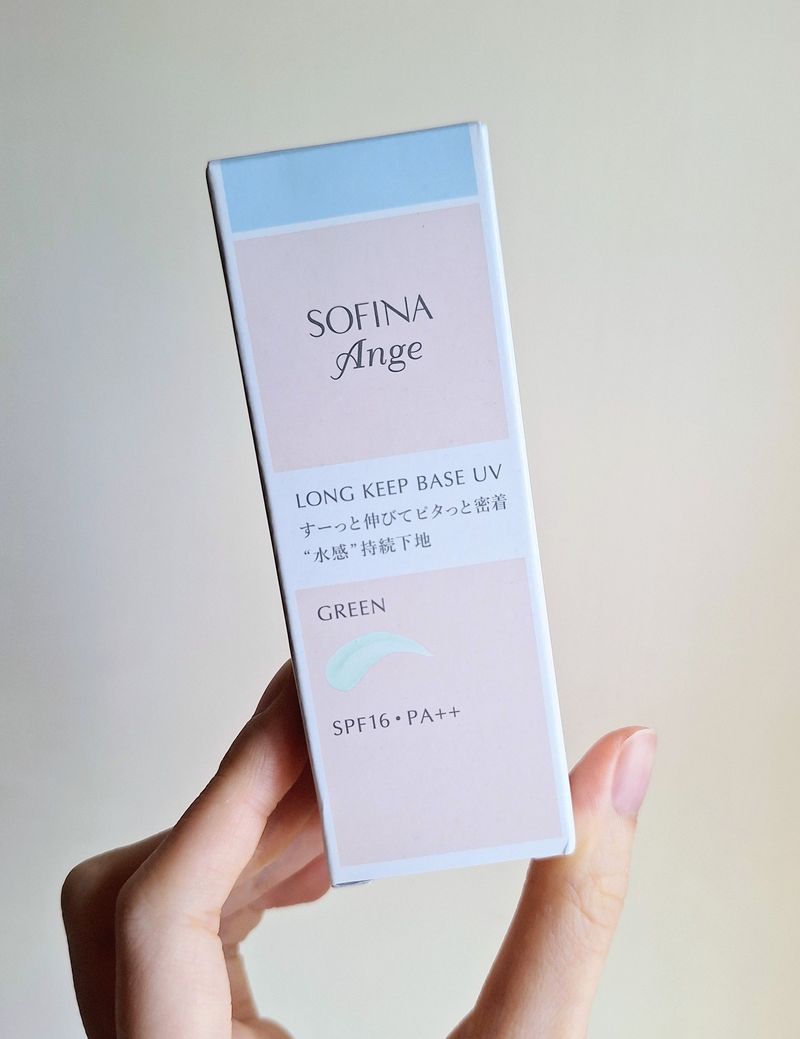 SOFINA
Ange
LONG KEEP BASE UV
すーっと伸びてピタっと密着
“水感”持続下地
GREEN
SPF16・PA++